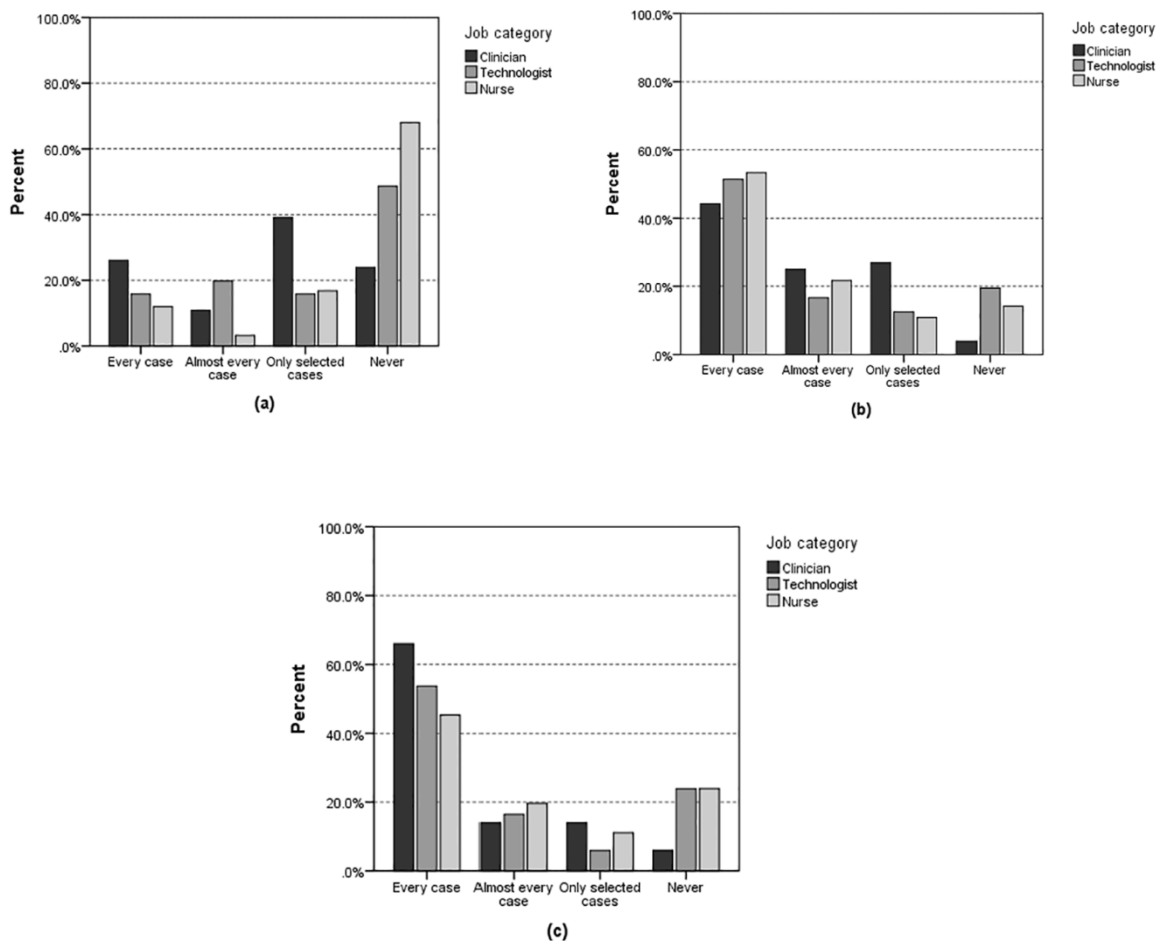 100.0%
80.0%
60.0%
40.0%
20.0%
.0%
Percent
Every case
Almost every case
Only selected cases
Never
Job category
Clinician
Technologist
Nurse
(a)
100.0%
80.0%
60.0%
40.0%
20.0%
.0%
Percent
Every case
Almost every case
Only selected cases
Never
Job category
Clinician
Technologist
Nurse
(b)
100.0%
80.0%
60.0%
40.0%
20.0%
.0%
Percent
Every case
Almost every case
Only selected cases
Never
Job category
Clinician
Technologist
Nurse
(c)